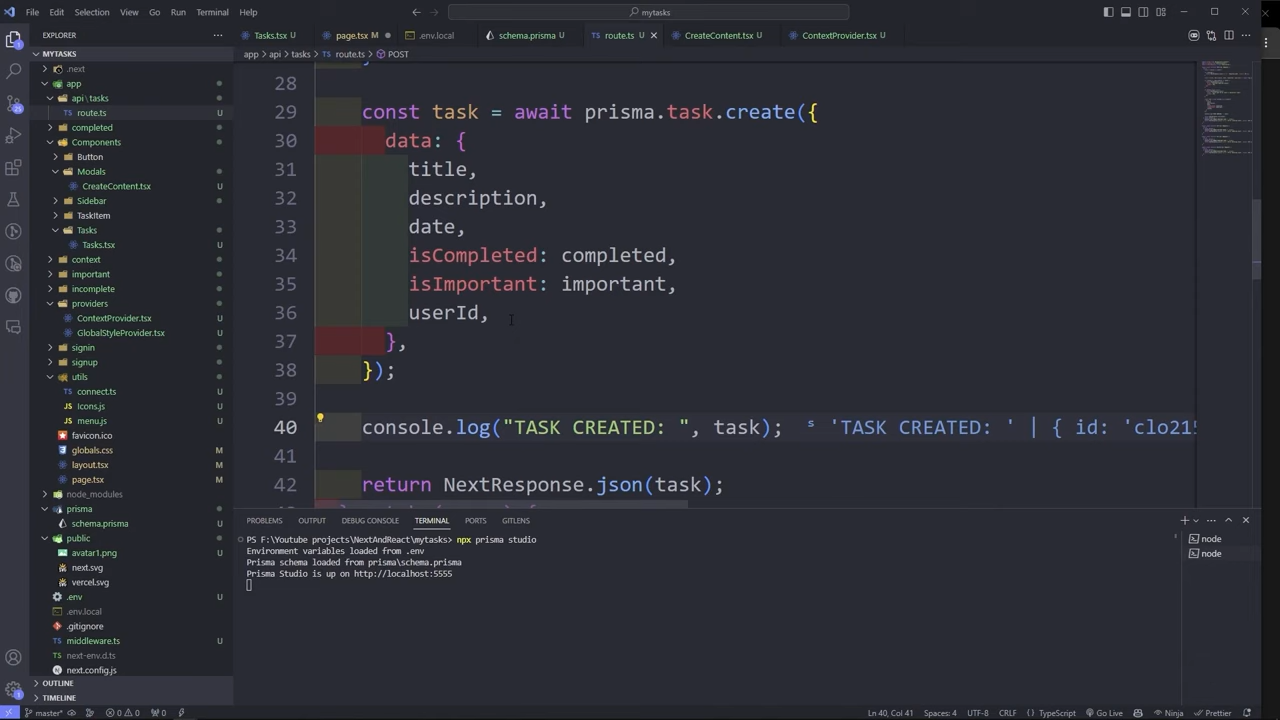 File Edit Selection View Go Run Terminal Help
mytasks
EXPLORER
Tasks.tsx U
page.tsx
.env.local
schema.prisma U
route.ts U
CreateContent.tsx U
ContextProvider.tsx U
MYTASKS
app > api > tasks > route.ts > POST
.next
app
api\tasks
route.ts U
completed
Components
Button
Modals
CreateContent.tsx U
Sidebar
TaskItem
Tasks
Tasks.tsx U
context
important
incomplete
providers
ContextProvider.tsx U
GlobalStyleProvider.tsx U
signin
signup
utils
connect.ts U
Icons.js U
menu.js U
favicon.ico
globals.css M
layout.tsx M
page.tsx M
node_modules
prisma
schema.prisma U
public
avatar1.png U
next.svg
vercel.svg
.env U
.env.local
.gitignore
middleware.ts U
next-env.d.ts
next.config.js
OUTLINE
TIMELINE
28
29 const task = await prisma.task.create({
30 data: {
31 title,
32 description,
33 date,
34 isCompleted: completed,
35 isImportant: important,
36 userId,
37 },
38 });
39
40 console.log("TASK CREATED: ", task); 'TASK CREATED: ' | { id: 'clo215
41
42 return NextResponse.json(task);
PROBLEMS OUTPUT DEBUG CONSOLE TERMINAL PORTS GITLENS
PS F:\Youtube projects\NextAndReact\mytasks> npx prisma studio
Environment variables loaded from .env
Prisma schema loaded from prisma\schema.prisma
Prisma Studio is up on http://localhost:5555
node
node
master* 0 0 0 Ln 40, Col 41 Spaces: 4 UTF-8 CRLF TypeScript Go Live Ninja Prettier